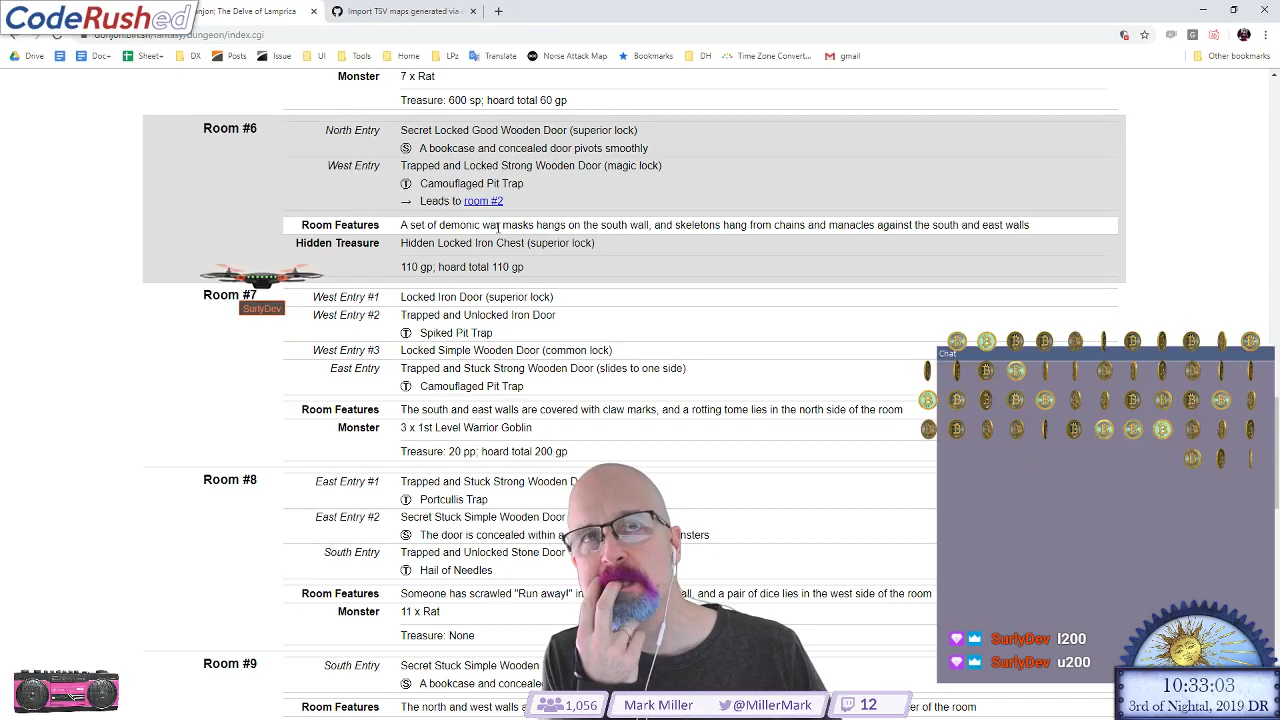 CodeRushed
donjon; The Delve of Lamprica
Import TSV maps generated via
donjon.bin.sh/fantasy/dungeon/index.cgi
Drive
Doc
Doc+
Sheet+
DX
Posts
Stats
UI
Tools
Home
LPz
Translate
Noise Attack Map
Bookmarks
DH
Time Zone Convert...
gmail
Other bookmarks
Monster 7 x Rat
Treasure: 600 sp; hoard total 60 gp
Room #6 North Entry Secret Locked Good Wooden Door (superior lock)
Ⓢ A bookcase and concealed door pivots smoothly
West Entry Trapped and Locked Strong Wooden Door (magic lock)
Ⓣ Camouflaged Pit Trap
→ Leads to room #2
Room Features A set of demonic war masks hangs on the south wall, and skeletons hang from chains and manacles against the south and east walls
Hidden Treasure Hidden Locked Iron Chest (superior lock)
110 gp; hoard total 110 gp
Room #7 West Entry #1 Locked Iron Door (superior lock)
SurlyDev
West Entry #2 Trapped and Unlocked Iron Door
Ⓣ Spiked Pit Trap
West Entry #3 Locked Simple Wooden Door (common lock)
East Entry Trapped and Stuck Strong Wooden Door (slides to one side)
Ⓣ Camouflaged Pit Trap
Room Features The south and east walls are covered with claw marks, and a rotting tome lies in the north side of the room
Monster 3 x 1st Level Warrior Goblin
Treasure: 20 pp; hoard total 200 gp
Room #8 East Entry #1 Trapped and Stuck Strong Wooden D
Ⓣ Portcullis Trap
East Entry #2 Secret Stuck Simple Wooden Door
Ⓢ The door is concealed within a nsters
South Entry Trapped and Unlocked Stone Doo
Ⓣ Hail of Needles
Room Features Someone has scrawled "Run away!" in all, and a pair of dice lies in the west side of the room
Monster 11 x Rat
Treasure: None
Room #9 South Entry Secret Stuck Simple Wooden
Ⓢ A bookcase and conceale
Room Features The north and west walls er of the room
Chat
SurlyDev l200
SurlyDev u200
1,056
Mark Miller
@MillerMark
12
10:33:03
3rd of Nightal, 2019 DR